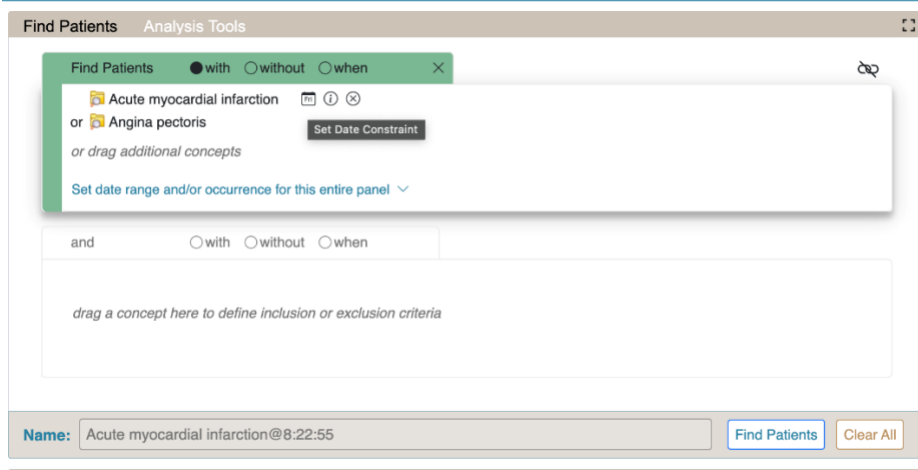 Find Patients Analysis Tools
Find Patients with without when
Acute myocardial infarction
or Angina pectoris
Set Date Constraint
or drag additional concepts
Set date range and/or occurrence for this entire panel
and with without when
drag a concept here to define inclusion or exclusion criteria
Name: Acute myocardial infarction@8:22:55 Find Patients Clear All